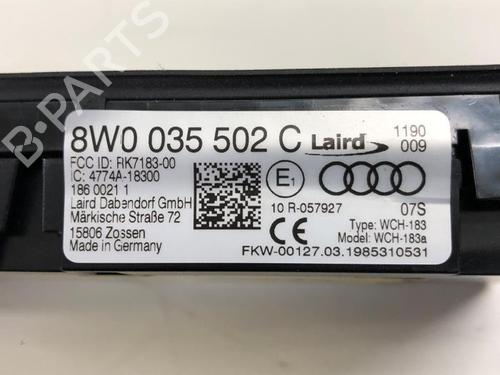 B-PARTS
8W0 035 502 C Laird 1190
009
FCC ID: RK7183-00
IC: 4774A-18300
186 0021 1
Laird Dabendorf GmbH
Märkische Straße 72
15806 Zossen
Made in Germany
E1
10 R-057927 07S
CE
Type: WCH-183
Model: WCH-183a
FKW-00127.03.1985310531